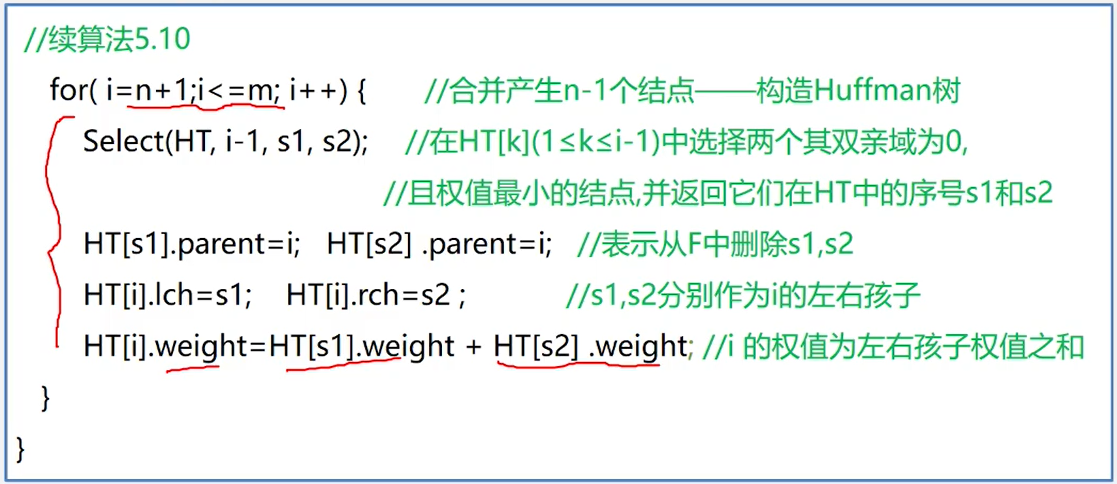 //续算法5.10
for( i=n+1;i<=m; i++) { //合并产生n-1个结点——构造Huffman树
Select(HT, i-1, s1, s2); //在HT[k](1≤k≤i-1)中选择两个其双亲域为0,
//且权值最小的结点,并返回它们在HT中的序号s1和s2
HT[s1].parent=i; HT[s2] .parent=i; //表示从F中删除s1,s2
HT[i].lch=s1; HT[i].rch=s2 ; //s1,s2分别作为i的左右孩子
HT[i].weight=HT[s1].weight + HT[s2] .weight; //i 的权值为左右孩子权值之和
}
}